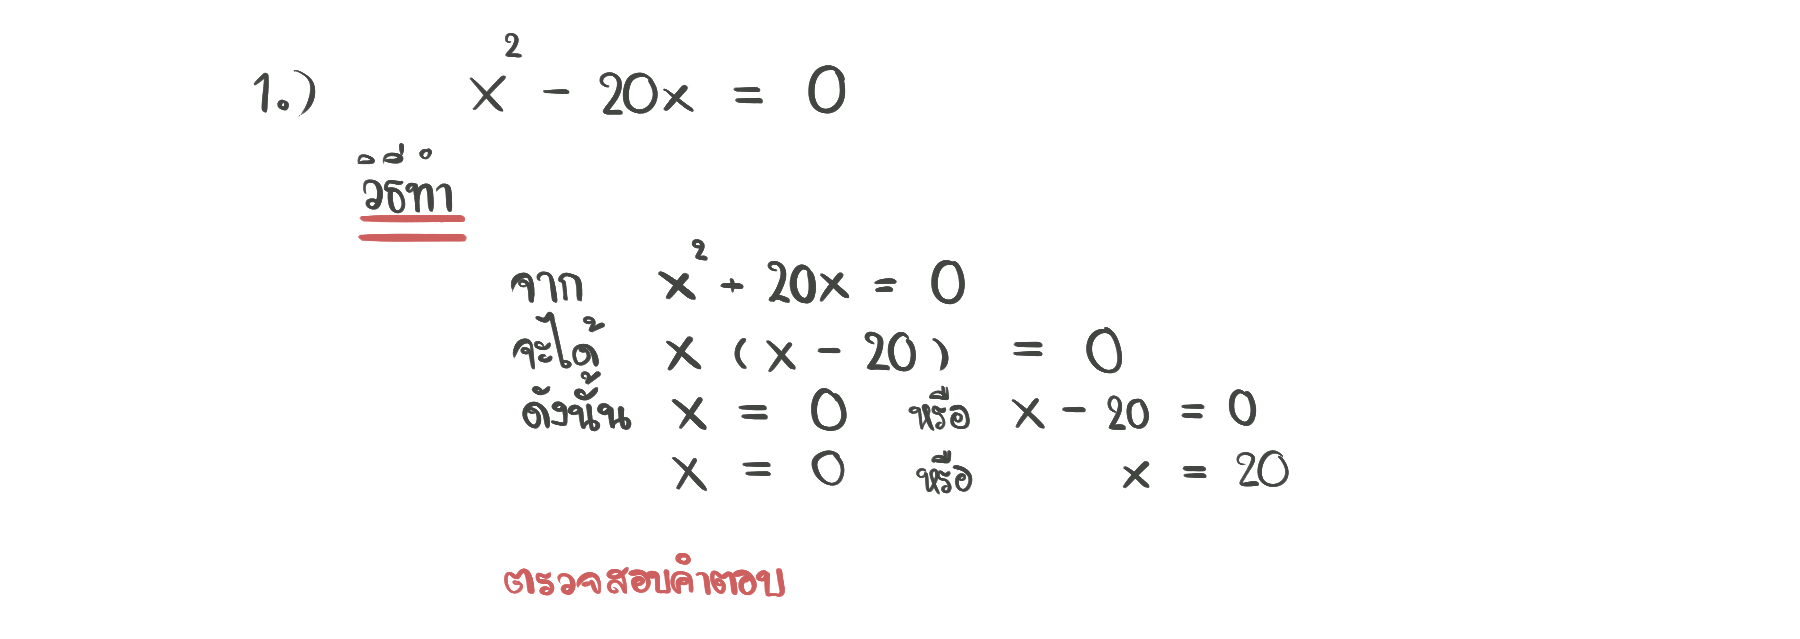 1.) x² - 20x = 0
วิธีทำ
จาก x² + 20x = 0
จะได้ x (x - 20) = 0
ดังนั้น x = 0 หรือ x - 20 = 0
x = 0 หรือ x = 20
ตรวจสอบคำตอบ